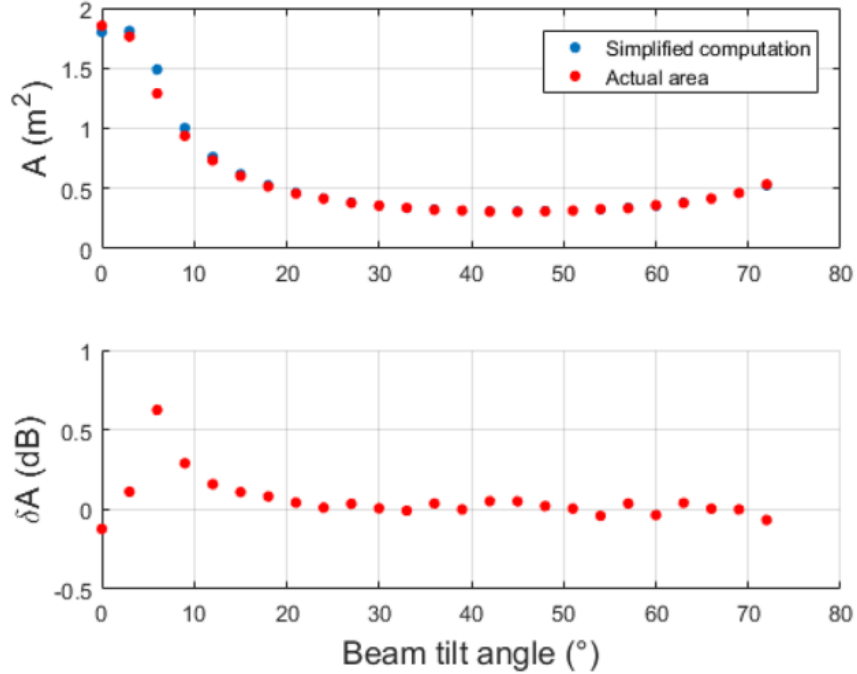 2
1.5
1
0.5
0
A (m²)
Simplified computation
Actual area
0 10 20 30 40 50 60 70 80
1
0.5
0
-0.5
δA (dB)
0 10 20 30 40 50 60 70 80
Beam tilt angle (°)